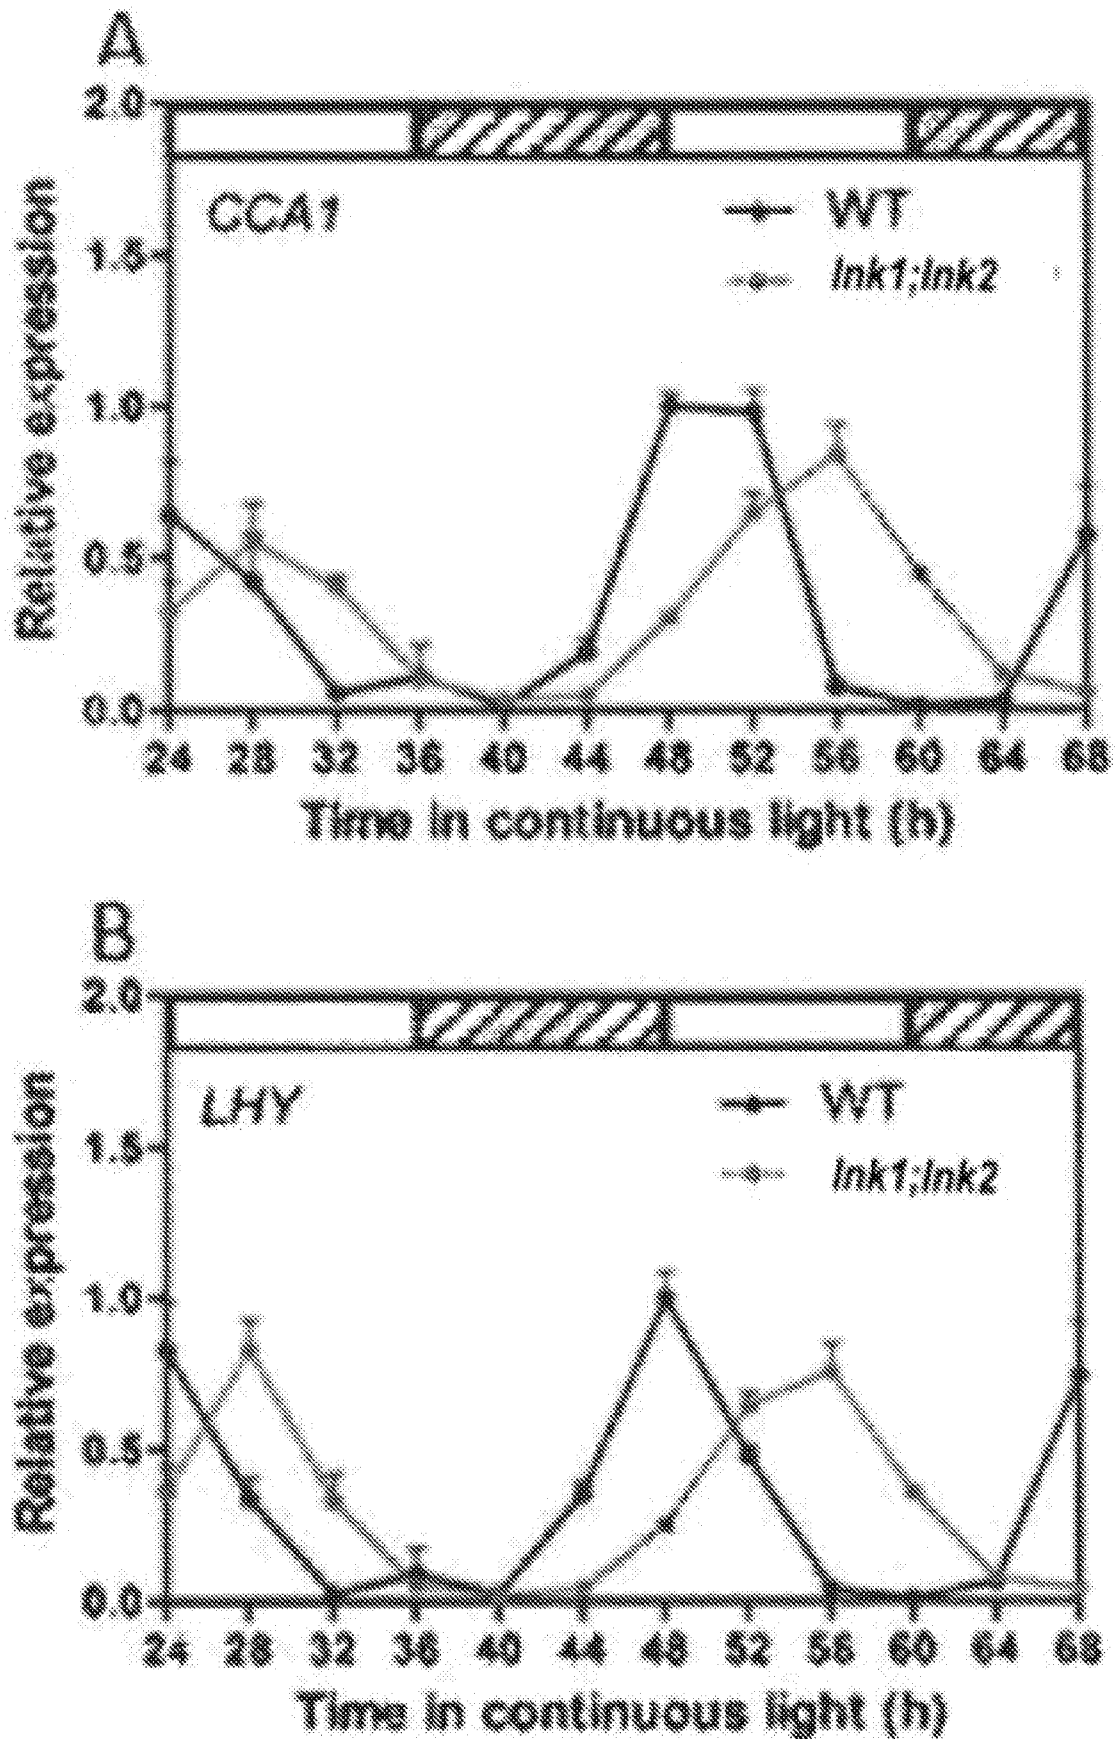 A
2.0
CCA1
WT
lnk1;lnk2
1.5
1.0
0.5
0.0
Relative expression
24 28 32 36 40 44 48 52 56 60 64 68
Time in continuous light (h)
B
2.0
LHY
WT
lnk1;lnk2
1.5
1.0
0.5
0.0
Relative expression
24 28 32 36 40 44 48 52 56 60 64 68
Time in continuous light (h)